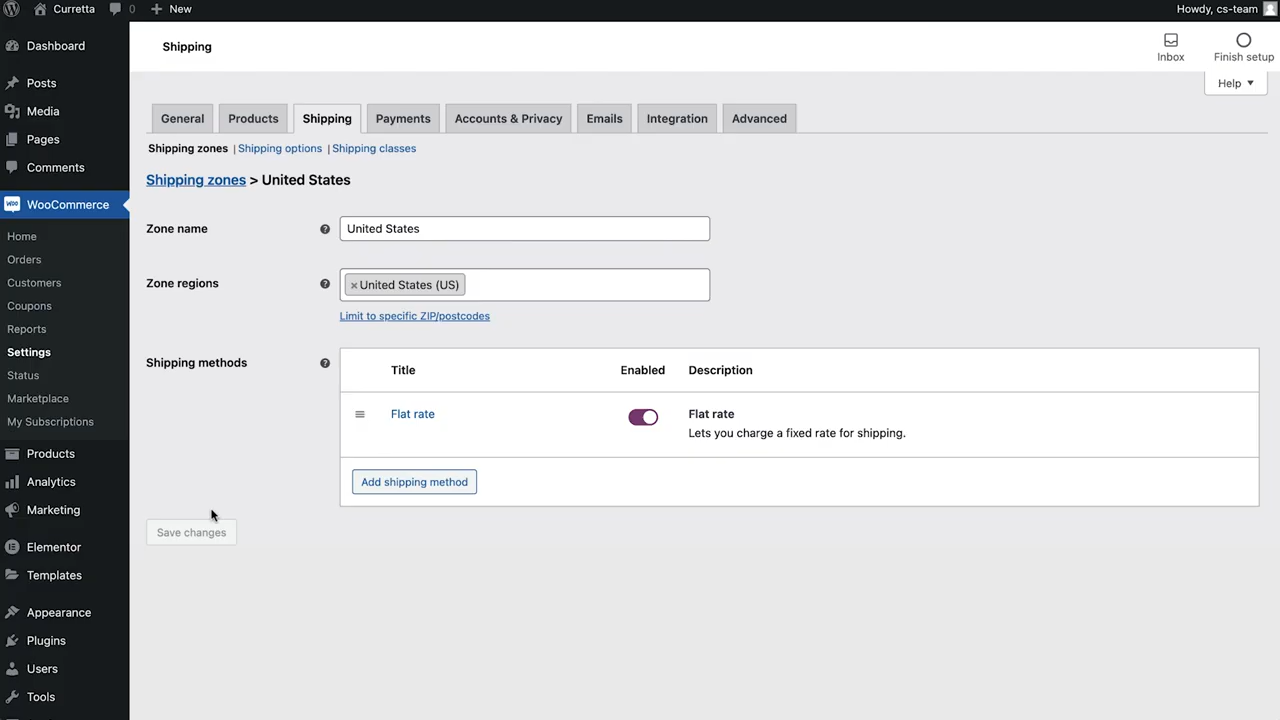 Curretta 0 New Howdy, cs-team
Shipping
Inbox
Finish setup
Help
Dashboard
Posts
Media
Pages
Comments
WooCommerce
Home
Orders
Customers
Coupons
Reports
Settings
Status
Marketplace
My Subscriptions
Products
Analytics
Marketing
Elementor
Templates
Appearance
Plugins
Users
Tools
General Products Shipping Payments Accounts & Privacy Emails Integration Advanced
Shipping zones | Shipping options | Shipping classes
Shipping zones > United States
Zone name ? United States
Zone regions ? × United States (US)
Limit to specific ZIP/postcodes
Shipping methods ?
Title Enabled Description
Flat rate Flat rate
Lets you charge a fixed rate for shipping.
Add shipping method
Save changes